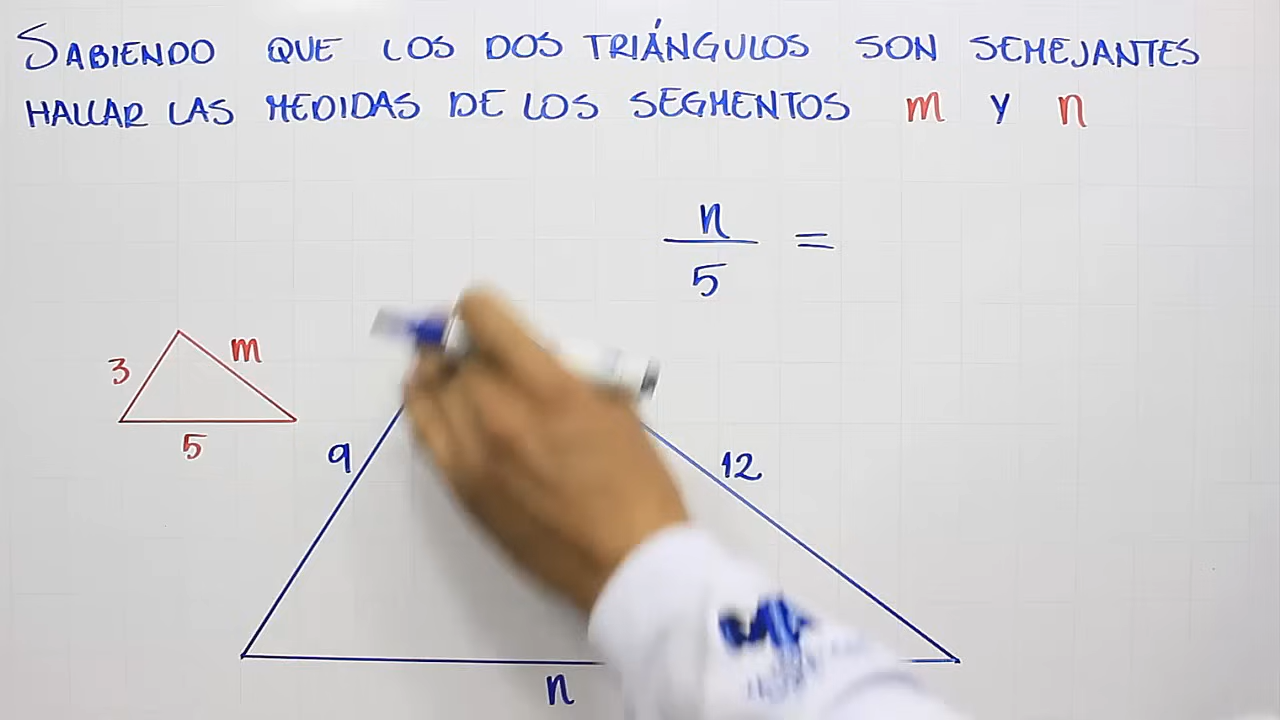 SABIENDO QUE LOS DOS TRIÁNGULOS SON SEMEJANTES
HALLAR LAS MEDIDAS DE LOS SEGMENTOS m Y n
n
5
=
3
m
5
9
12
n